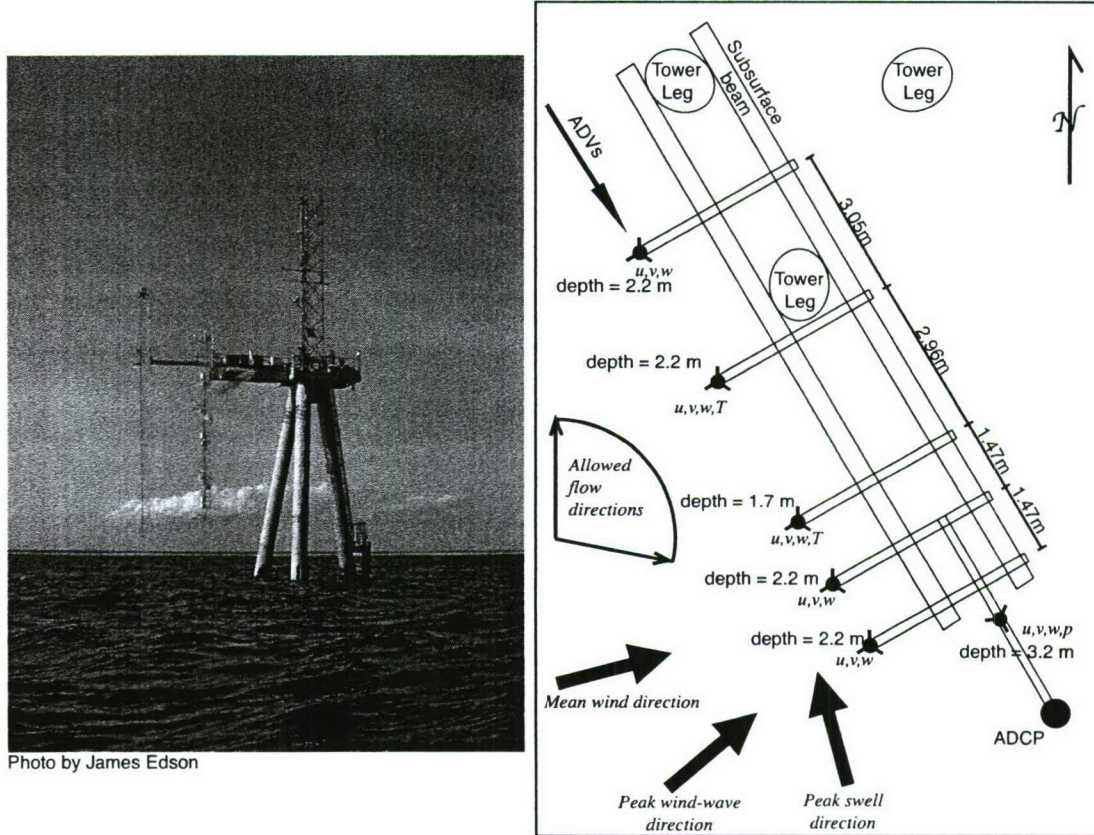 Photo by James Edson
Tower
Leg
Subsurface
beam
Tower
Leg
N
ADVs
3.05m
u,v,w
depth = 2.2 m
Tower
Leg
depth = 2.2 m
2.96m
u,v,w,T
Allowed
flow
directions
1.47m
depth = 1.7 m
1.47m
u,v,w,T
depth = 2.2 m
u,v,w
depth = 2.2 m
u,v,w
u,v,w,p
depth = 3.2 m
Mean wind direction
ADCP
Peak wind-wave
direction
Peak swell
direction